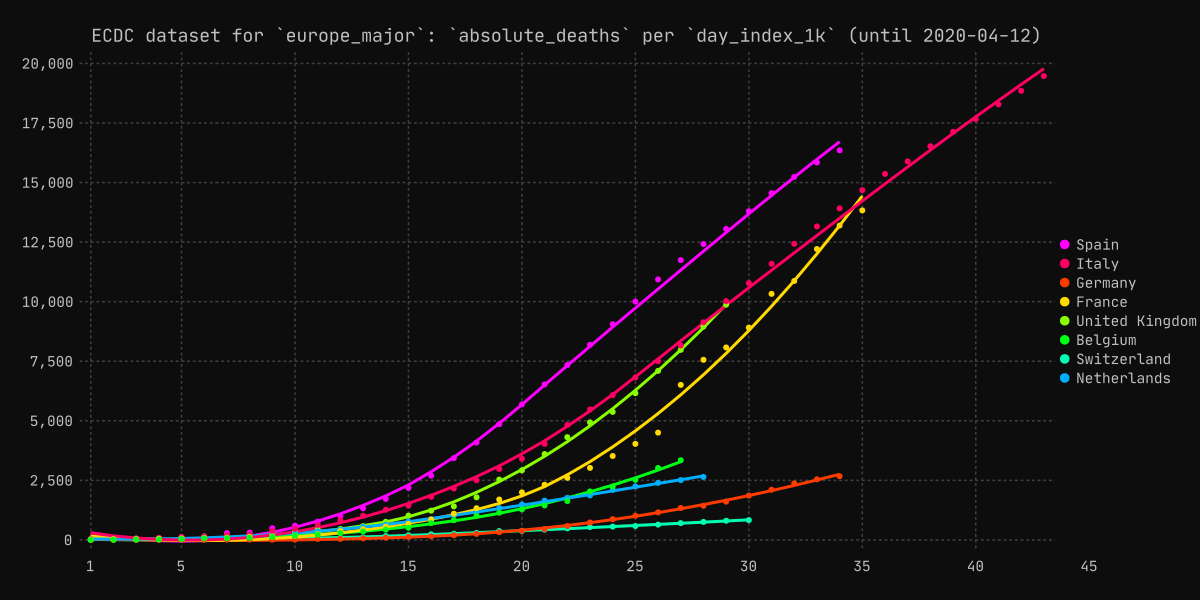 ECDC dataset for `europe_major`: `absolute_deaths` per `day_index_1k` (until 2020-04-12)
20,000
17,500
15,000
12,500
10,000
7,500
5,000
2,500
0
1 5 10 15 20 25 30 35 40 45
Spain
Italy
Germany
France
United Kingdom
Belgium
Switzerland
Netherlands